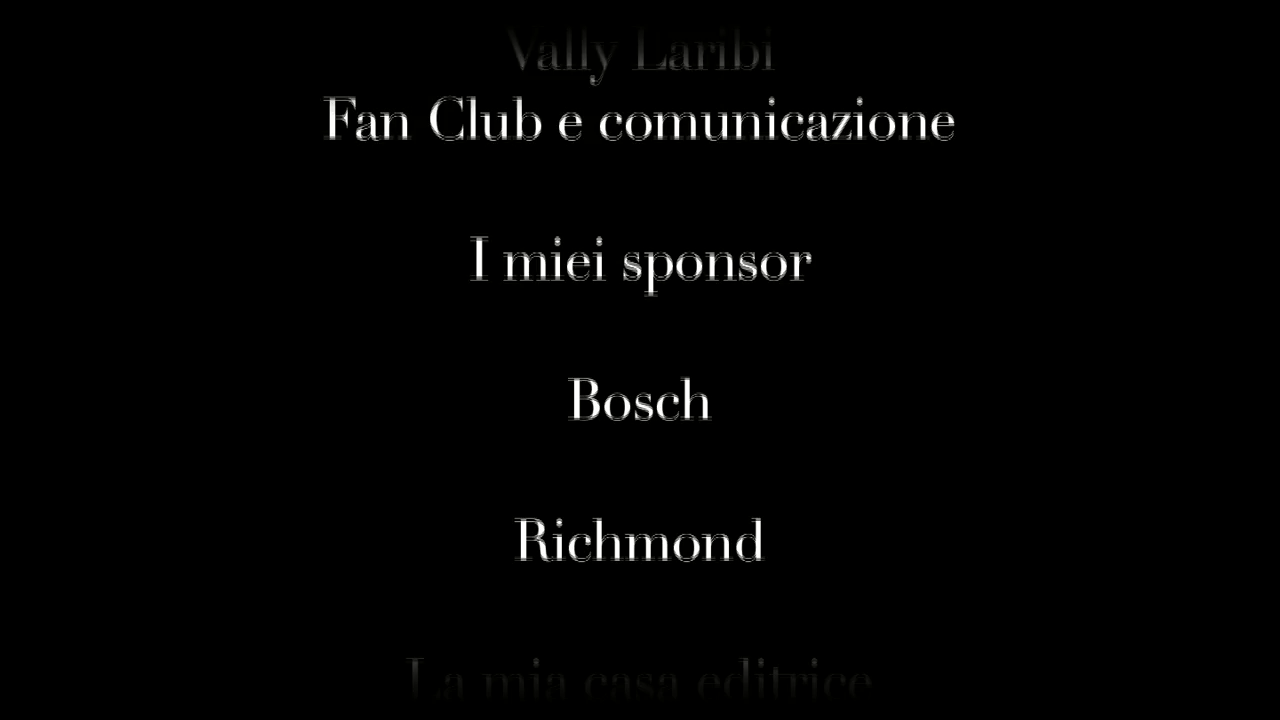 Vally Laribi
Fan Club e comunicazione
I miei sponsor
Bosch
Richmond
La mia casa editrice